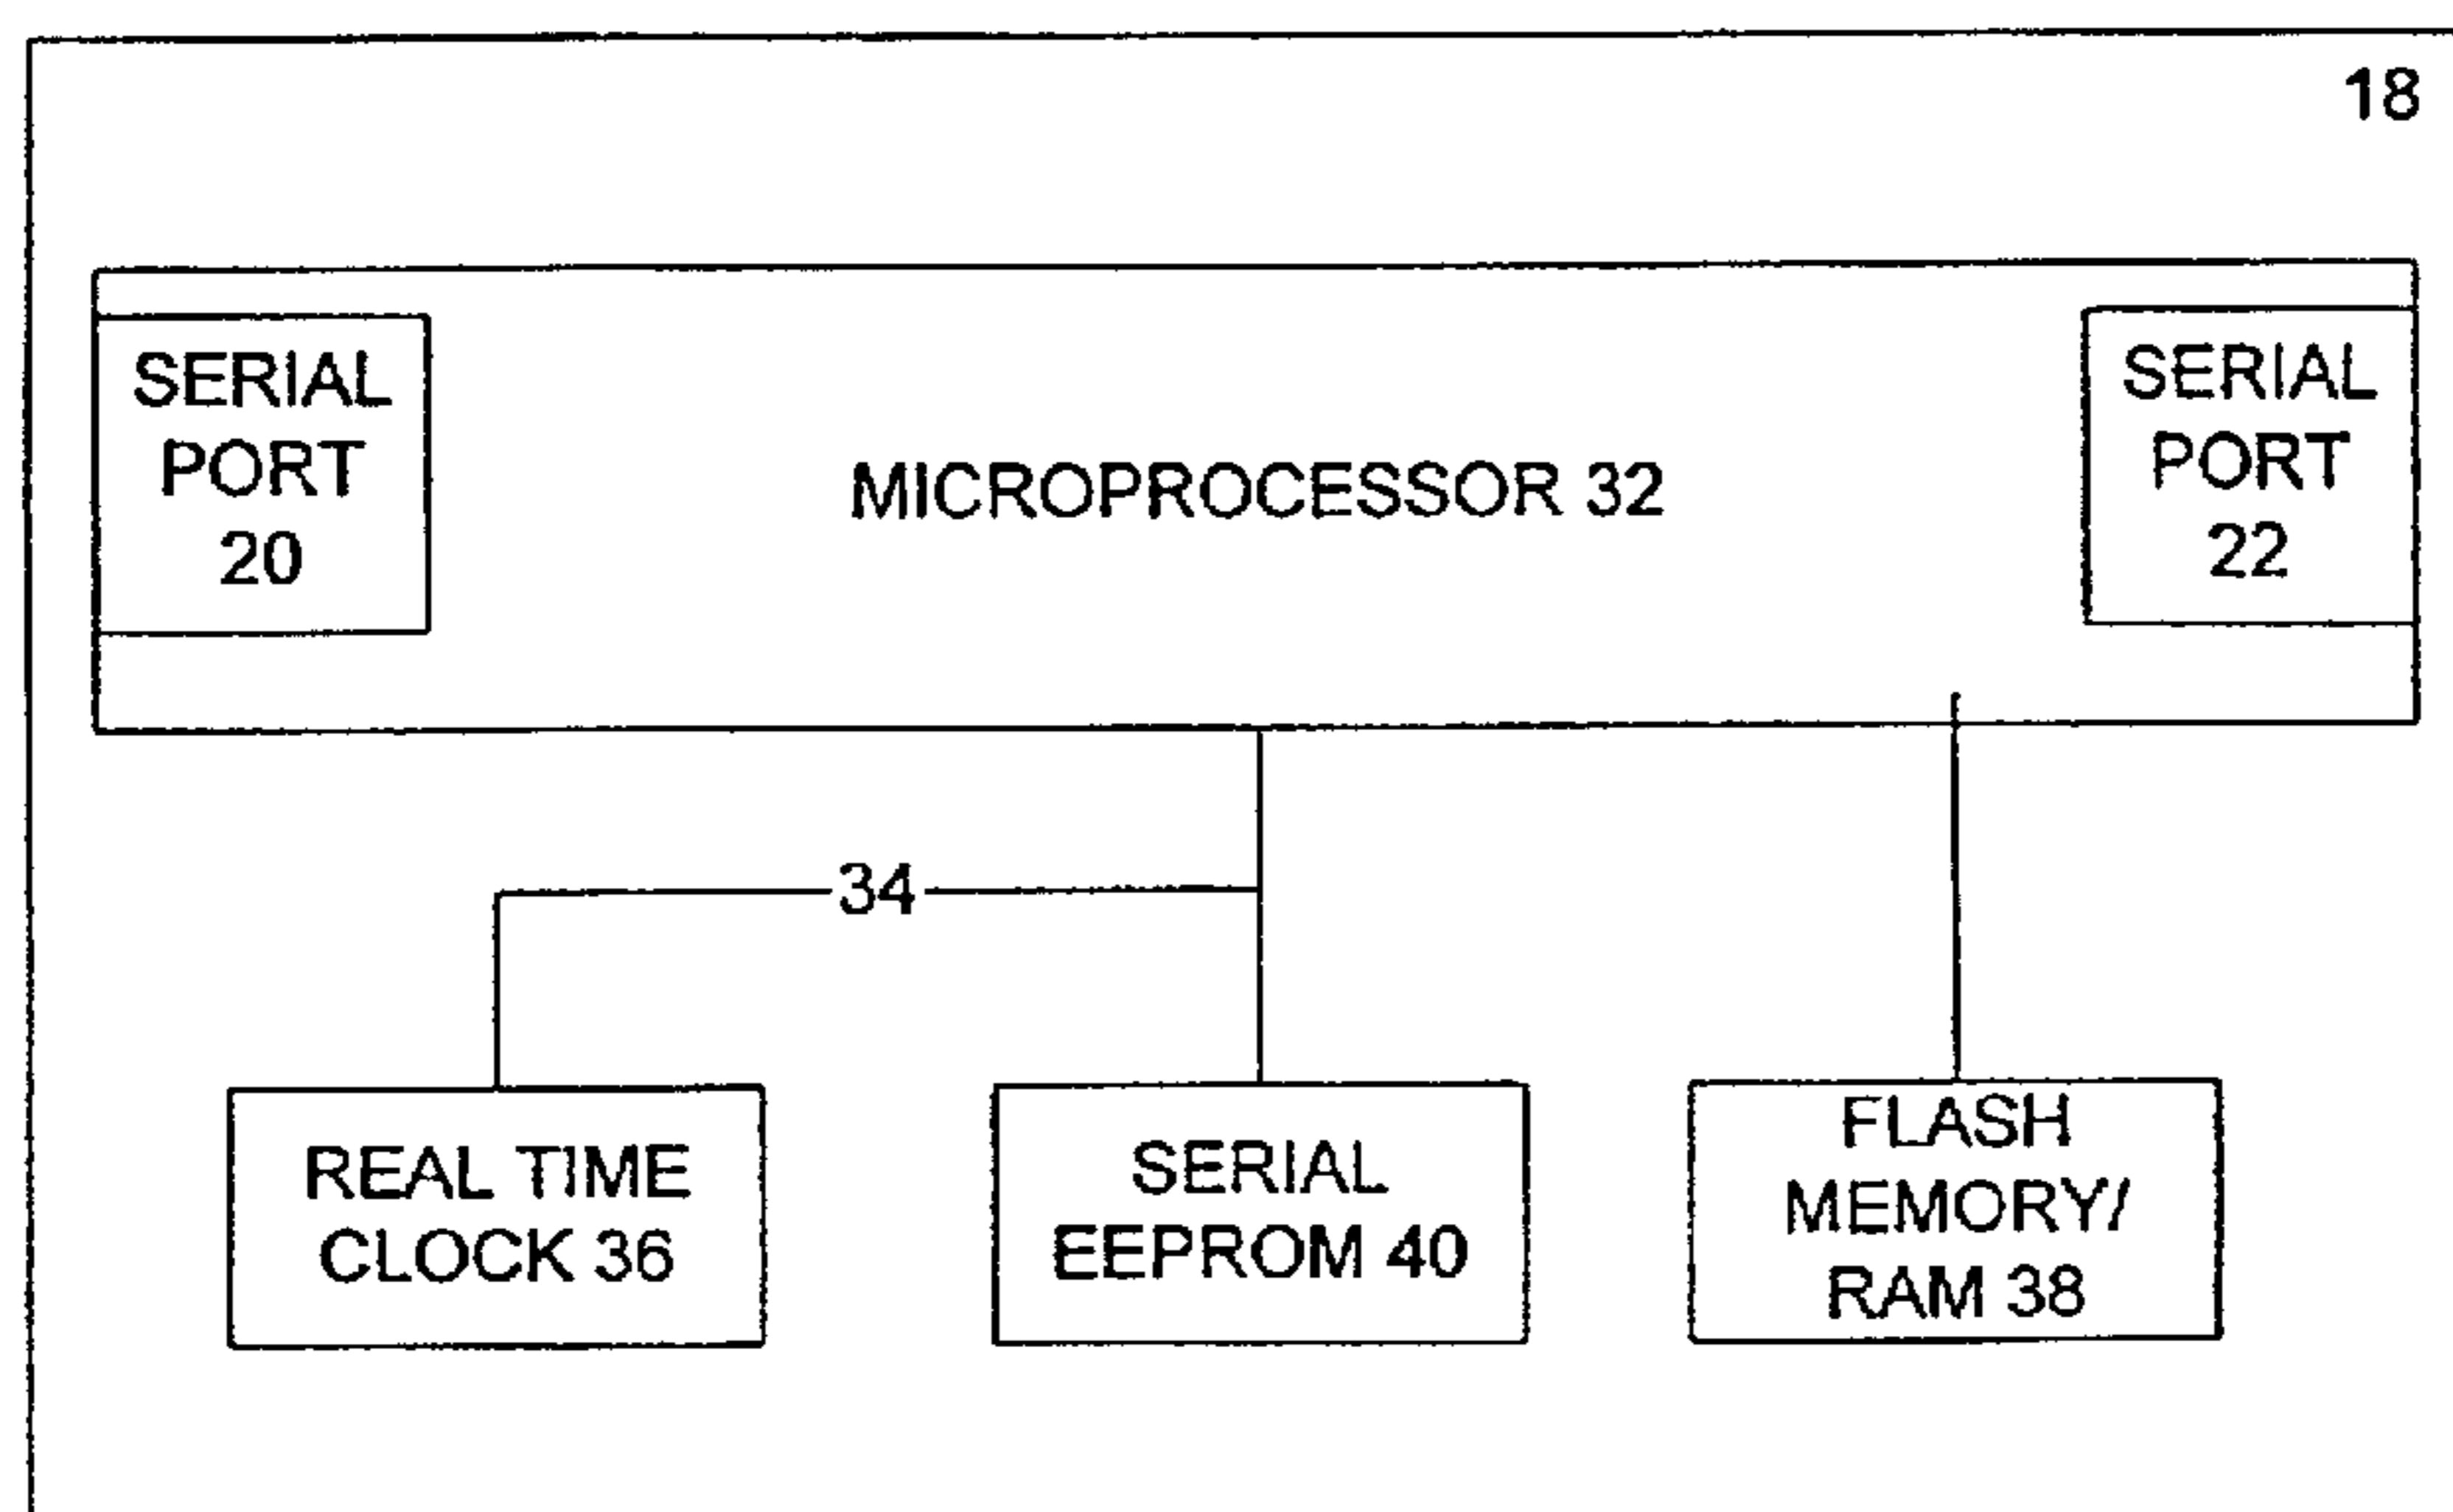 18
SERIAL
PORT
20
MICROPROCESSOR 32
SERIAL
PORT
22
34
REAL TIME
CLOCK 36
SERIAL
EEPROM 40
FLASH
MEMORY/
RAM 38